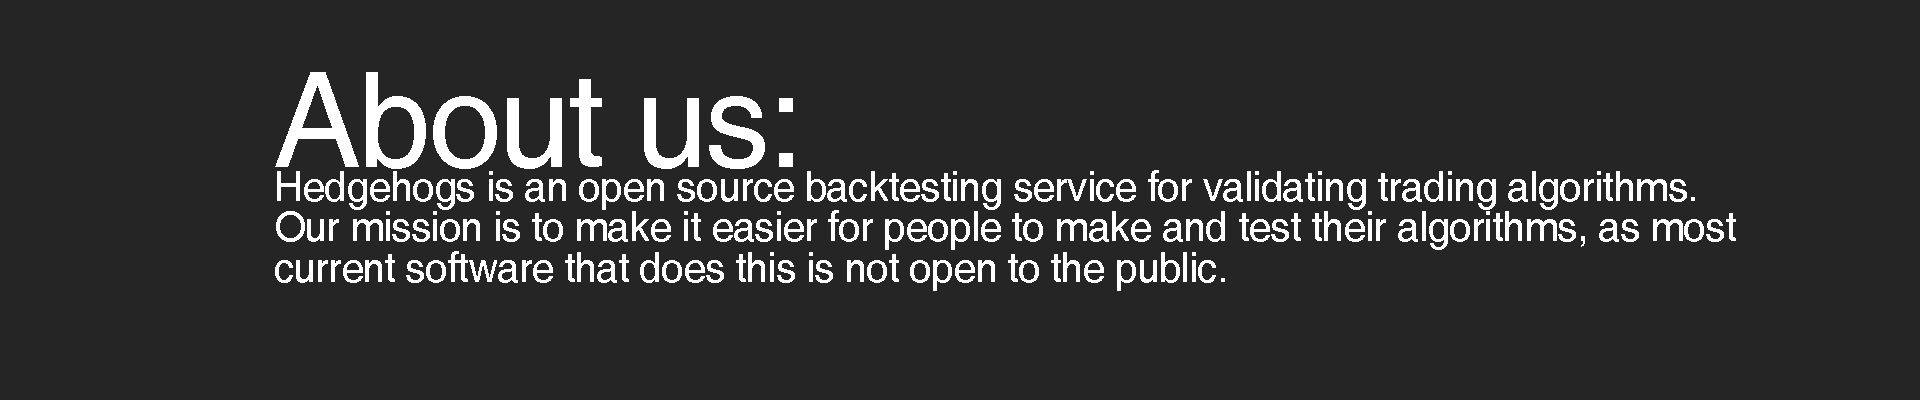 About us:
Hedgehogs is an open source backtesting service for validating trading algorithms.
Our mission is to make it easier for people to make and test their algorithms, as most
current software that does this is not open to the public.